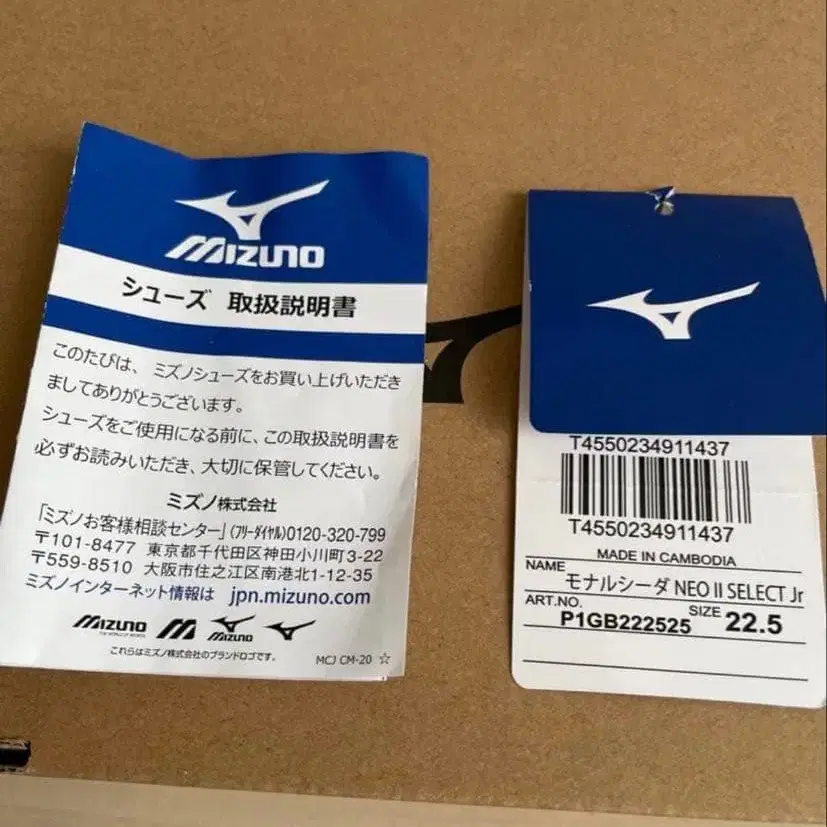 MIZUNO
シューズ 取扱説明書
このたびは、ミズノシューズをお買い上げいただき
ましてありがとうございます。
シューズをご使用になる前に、この取扱説明書を
必ずお読みいただき、大切に保管してください。
ミズノ株式会社
「ミズノお客様相談センター」(フリーダイヤル)0120-320-799
〒101-8477 東京都千代田区神田小川町3-22
〒559-8510 大阪市住之江区南港北1-12-35
ミズノインターネット情報は jpn.mizuno.com
MIZUNO
THE WORLD OF SPORTS
MIZUNO
これらはミズノ株式会社のブランドロゴです。
MCJ CM-20 ☆
T4550234911437
T4550234911437
MADE IN CAMBODIA
NAME モナルシーダ NEO II SELECT Jr
ART.NO. P1GB222525 SIZE 22.5